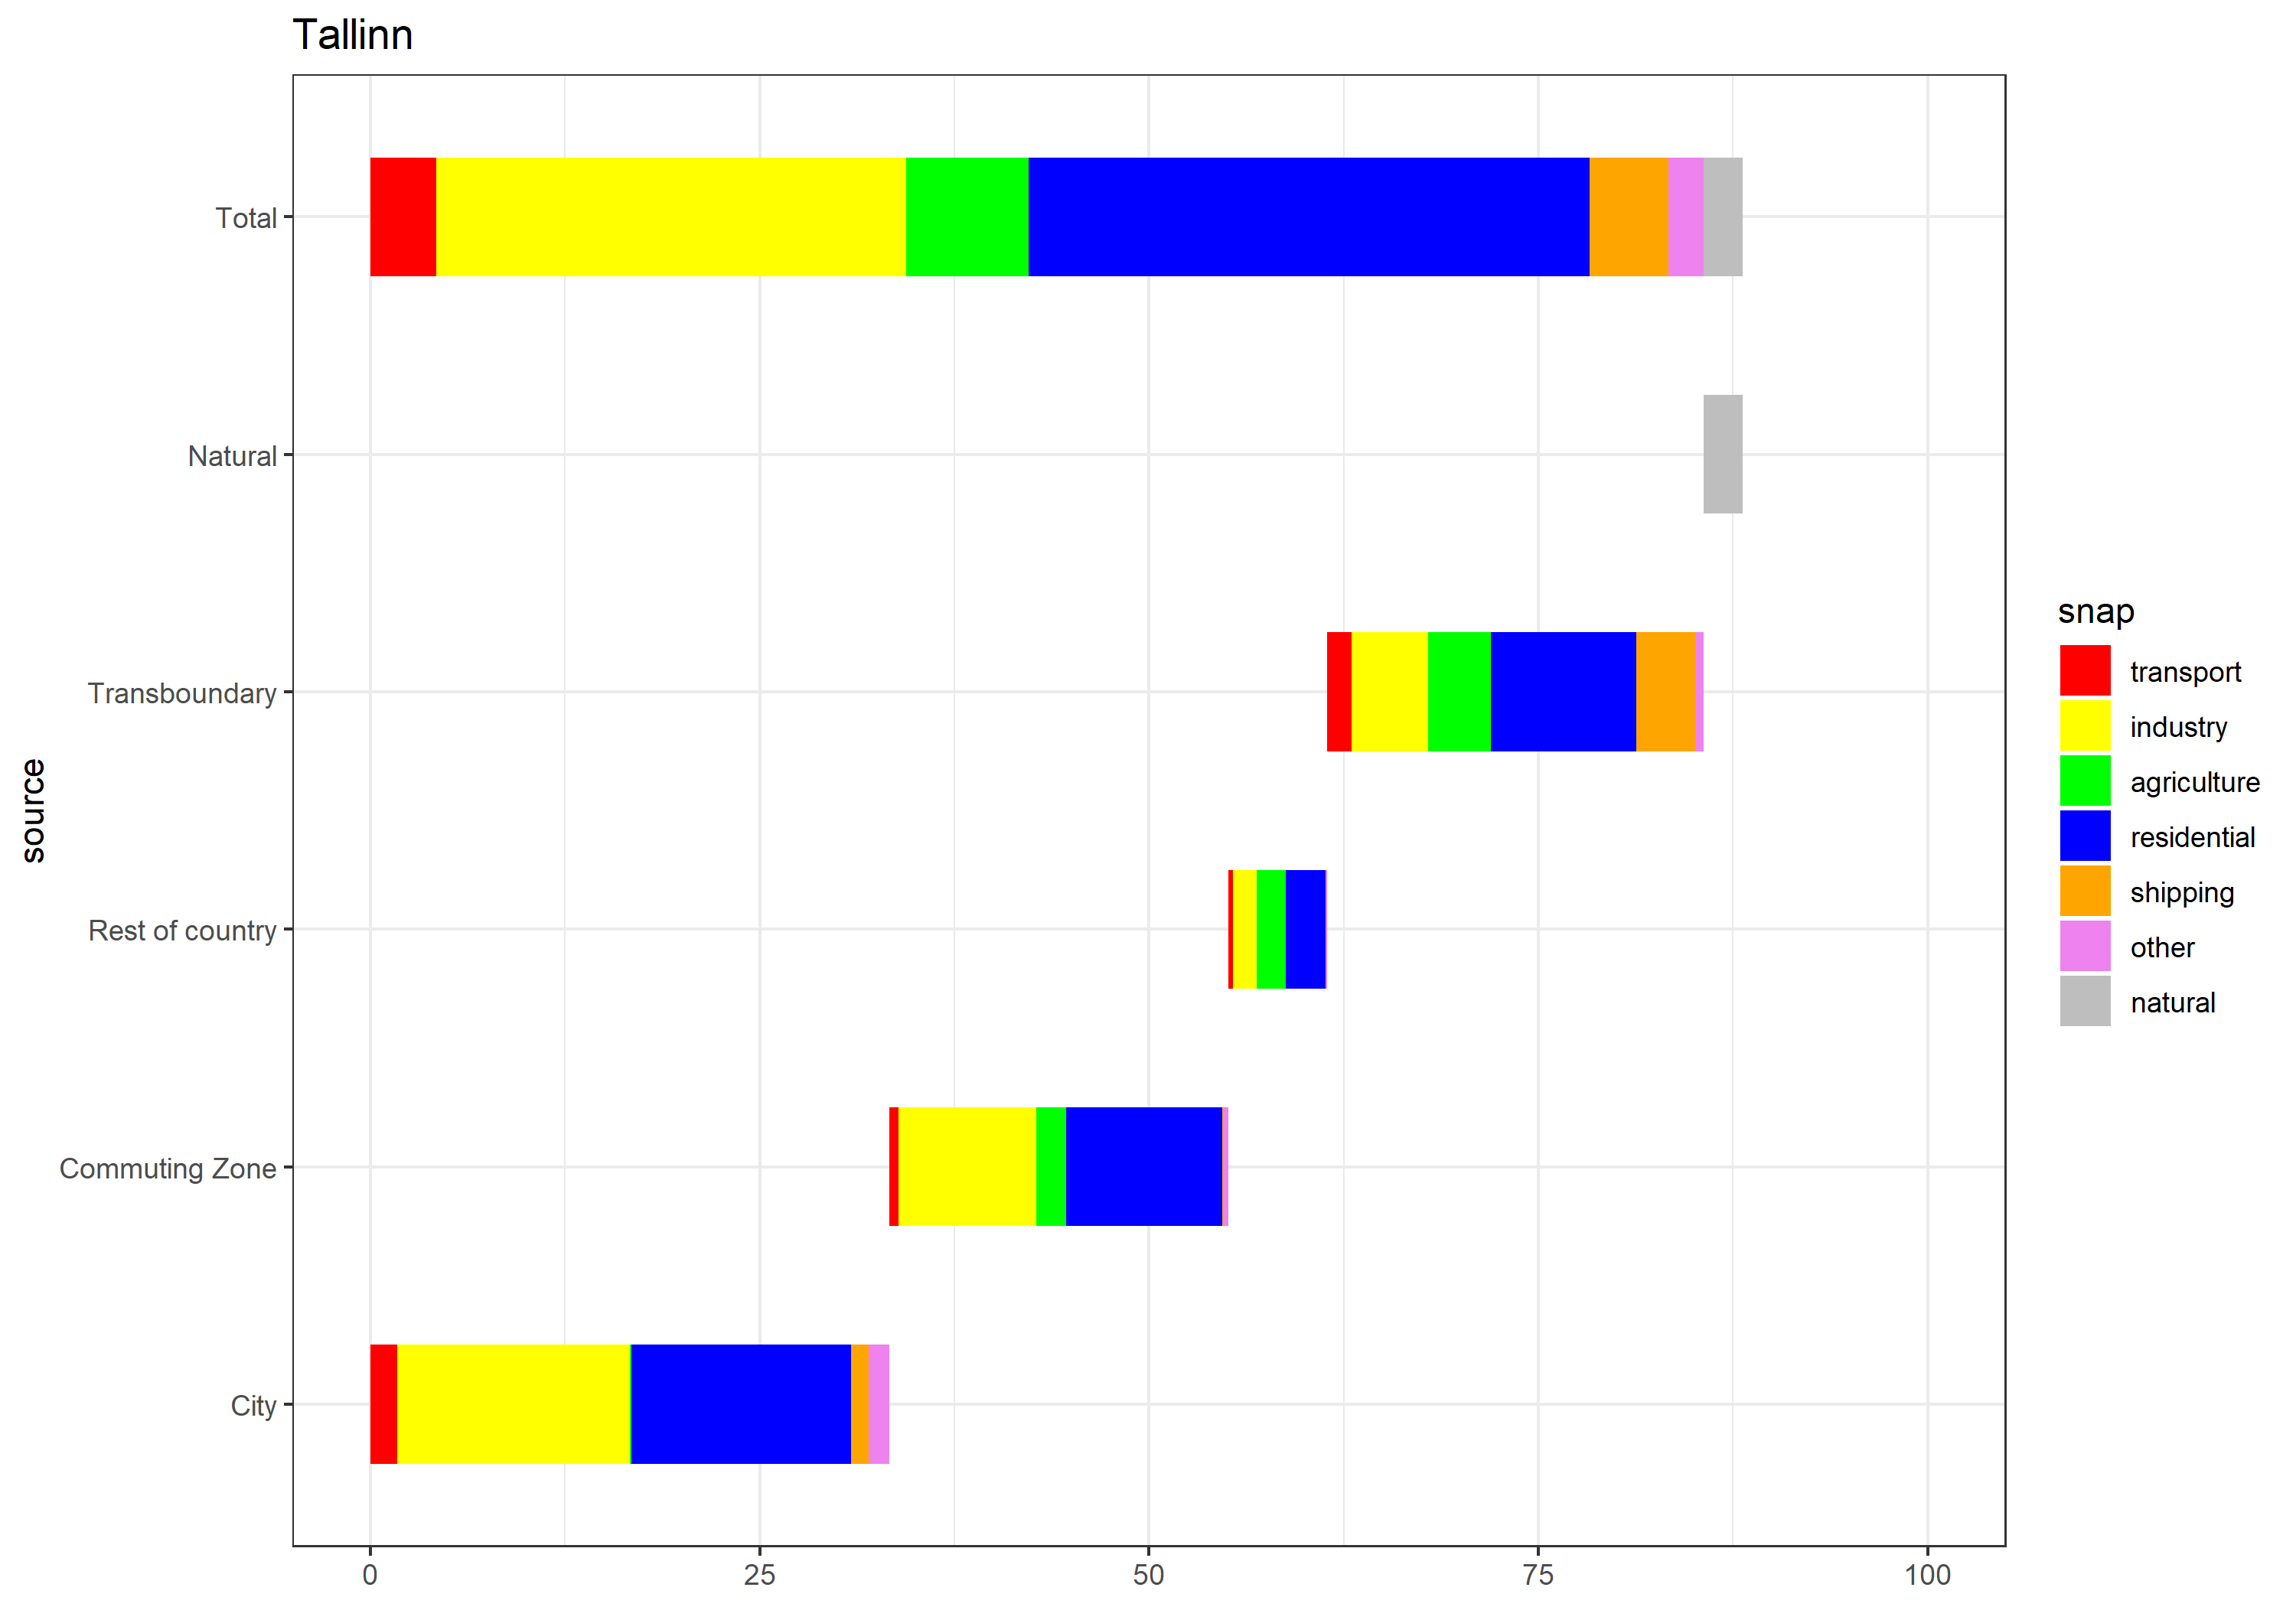 Tallinn
Total
Natural
Transboundary
Rest of country
Commuting Zone
City
source
0 25 50 75 100
snap
transport
industry
agriculture
residential
shipping
other
natural